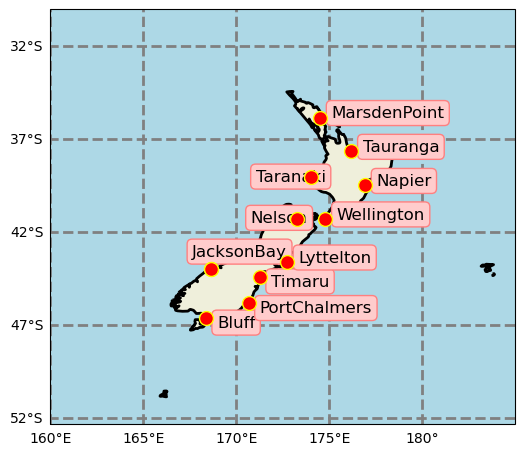 32°S
MarsdenPoint
37°S
Tauranga
Taranaki
Napier
Nelson
Wellington
42°S
JacksonBay
Lyttelton
Timaru
PortChalmers
47°S
Bluff
52°S
160°E 165°E 170°E 175°E 180°